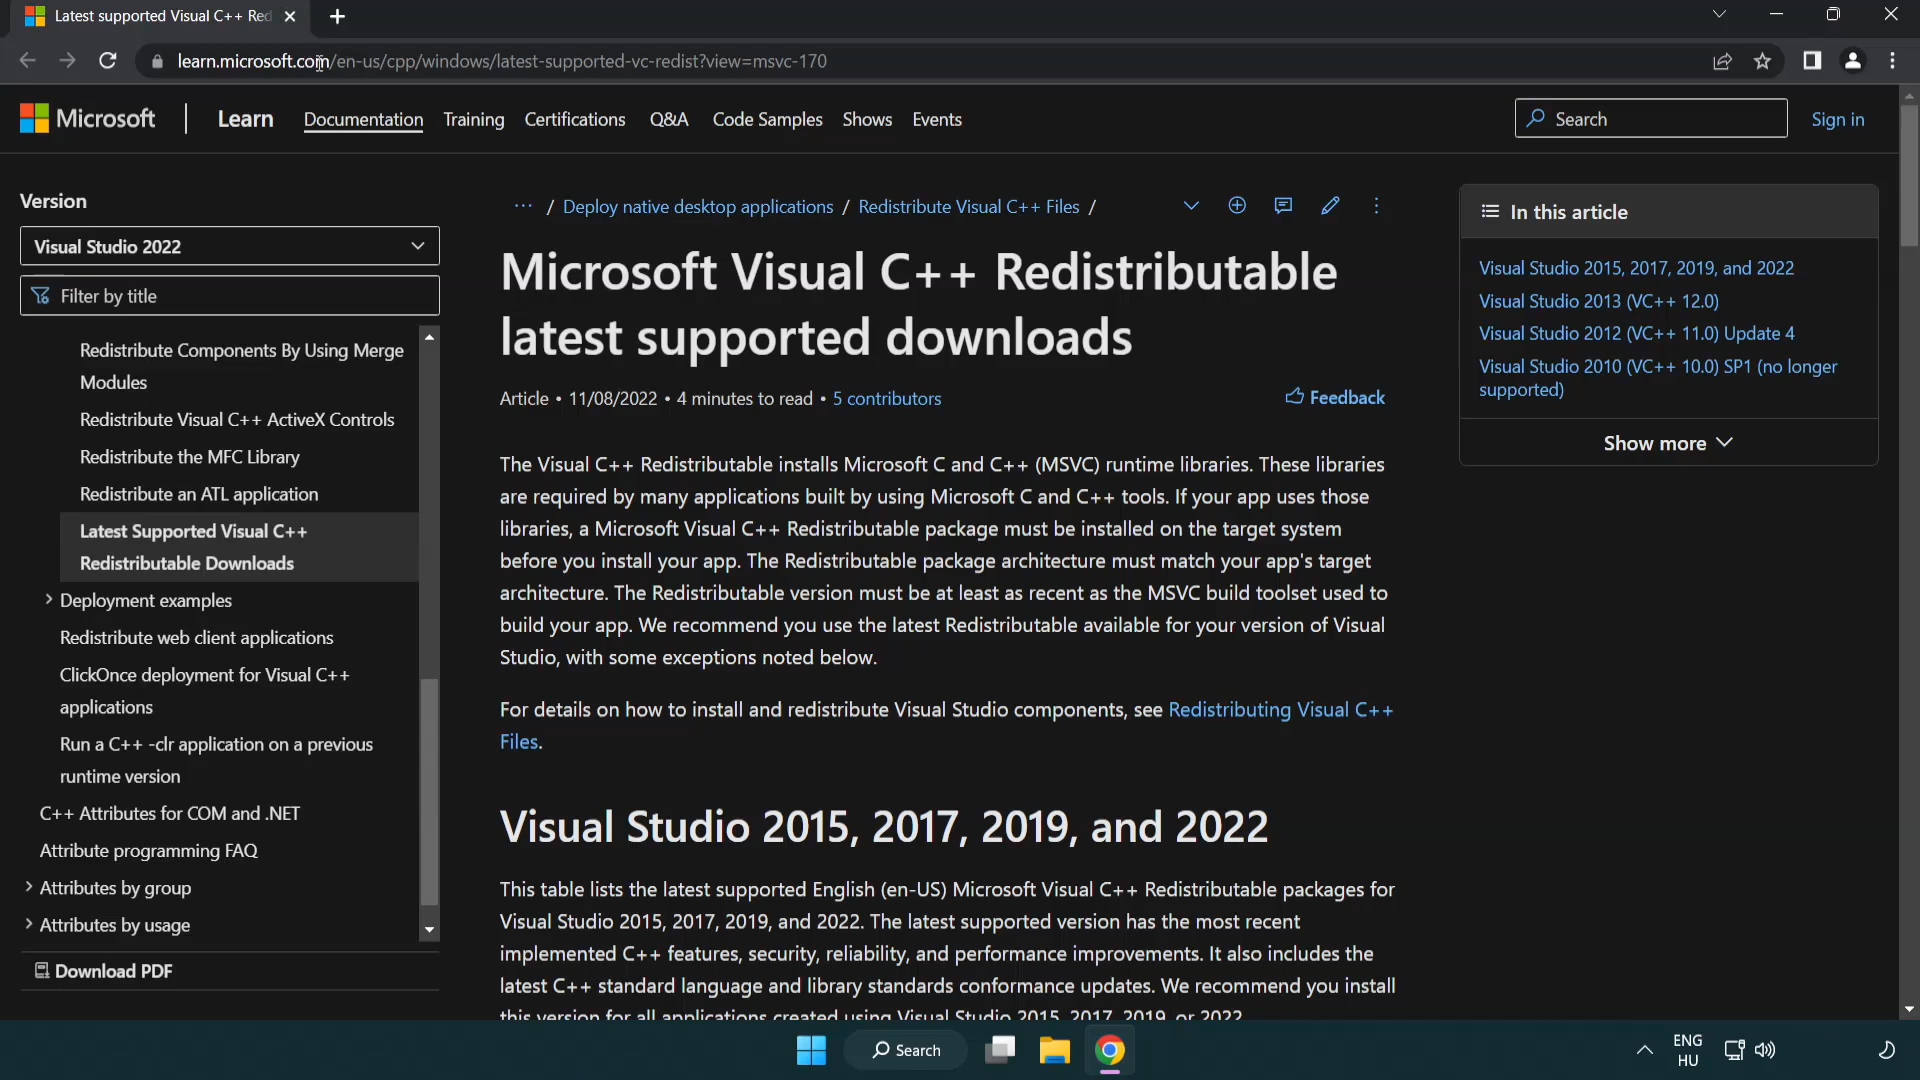 Latest supported Visual C++ Red
learn.microsoft.com/en-us/cpp/windows/latest-supported-vc-redist?view=msvc-170
Microsoft
Learn
Documentation
Training
Certifications
Q&A
Code Samples
Shows
Events
Search
Sign in
Version
Visual Studio 2022
Filter by title
Redistribute Components By Using Merge
Modules
Redistribute Visual C++ ActiveX Controls
Redistribute the MFC Library
Redistribute an ATL application
Latest Supported Visual C++
Redistributable Downloads
Deployment examples
Redistribute web client applications
ClickOnce deployment for Visual C++
applications
Run a C++ -clr application on a previous
runtime version
C++ Attributes for COM and .NET
Attribute programming FAQ
Attributes by group
Attributes by usage
Download PDF
... / Deploy native desktop applications / Redistribute Visual C++ Files /
Microsoft Visual C++ Redistributable
latest supported downloads
Article • 11/08/2022 • 4 minutes to read • 5 contributors
Feedback
The Visual C++ Redistributable installs Microsoft C and C++ (MSVC) runtime libraries. These libraries
are required by many applications built by using Microsoft C and C++ tools. If your app uses those
libraries, a Microsoft Visual C++ Redistributable package must be installed on the target system
before you install your app. The Redistributable package architecture must match your app's target
architecture. The Redistributable version must be at least as recent as the MSVC build toolset used to
build your app. We recommend you use the latest Redistributable available for your version of Visual
Studio, with some exceptions noted below.
For details on how to install and redistribute Visual Studio components, see Redistributing Visual C++
Files.
Visual Studio 2015, 2017, 2019, and 2022
This table lists the latest supported English (en-US) Microsoft Visual C++ Redistributable packages for
Visual Studio 2015, 2017, 2019, and 2022. The latest supported version has the most recent
implemented C++ features, security, reliability, and performance improvements. It also includes the
latest C++ standard language and library standards conformance updates. We recommend you install
this version for all applications created using Visual Studio 2015, 2017, 2019, or 2022.
In this article
Visual Studio 2015, 2017, 2019, and 2022
Visual Studio 2013 (VC++ 12.0)
Visual Studio 2012 (VC++ 11.0) Update 4
Visual Studio 2010 (VC++ 10.0) SP1 (no longer
supported)
Show more
Search
ENG
HU